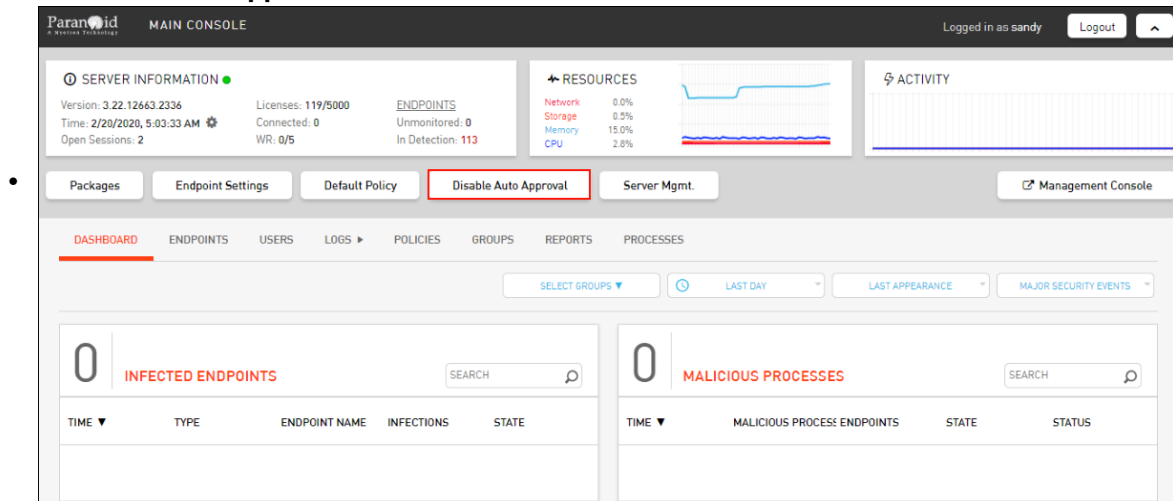 Paranoid MAIN CONSOLE Logged in as sandy Logout
A Nyotron Technology
SERVER INFORMATION
Version: 3.22.12663.2336 Licenses: 119/5000 ENDPOINTS
Time: 2/20/2020, 5:03:33 AM Connected: 0 Unmonitored: 0
Open Sessions: 2 WR: 0/5 In Detection: 113
RESOURCES
Network 0.0%
Storage 0.5%
Memory 15.0%
CPU 2.8%
ACTIVITY
Packages Endpoint Settings Default Policy Disable Auto Approval Server Mgmt. Management Console
DASHBOARD ENDPOINTS USERS LOGS ▶ POLICIES GROUPS REPORTS PROCESSES
SELECT GROUPS ▼ LAST DAY LAST APPEARANCE MAJOR SECURITY EVENTS
0 INFECTED ENDPOINTS SEARCH
TIME ▼ TYPE ENDPOINT NAME INFECTIONS STATE
0 MALICIOUS PROCESSES SEARCH
TIME ▼ MALICIOUS PROCESS ENDPOINTS STATE STATUS